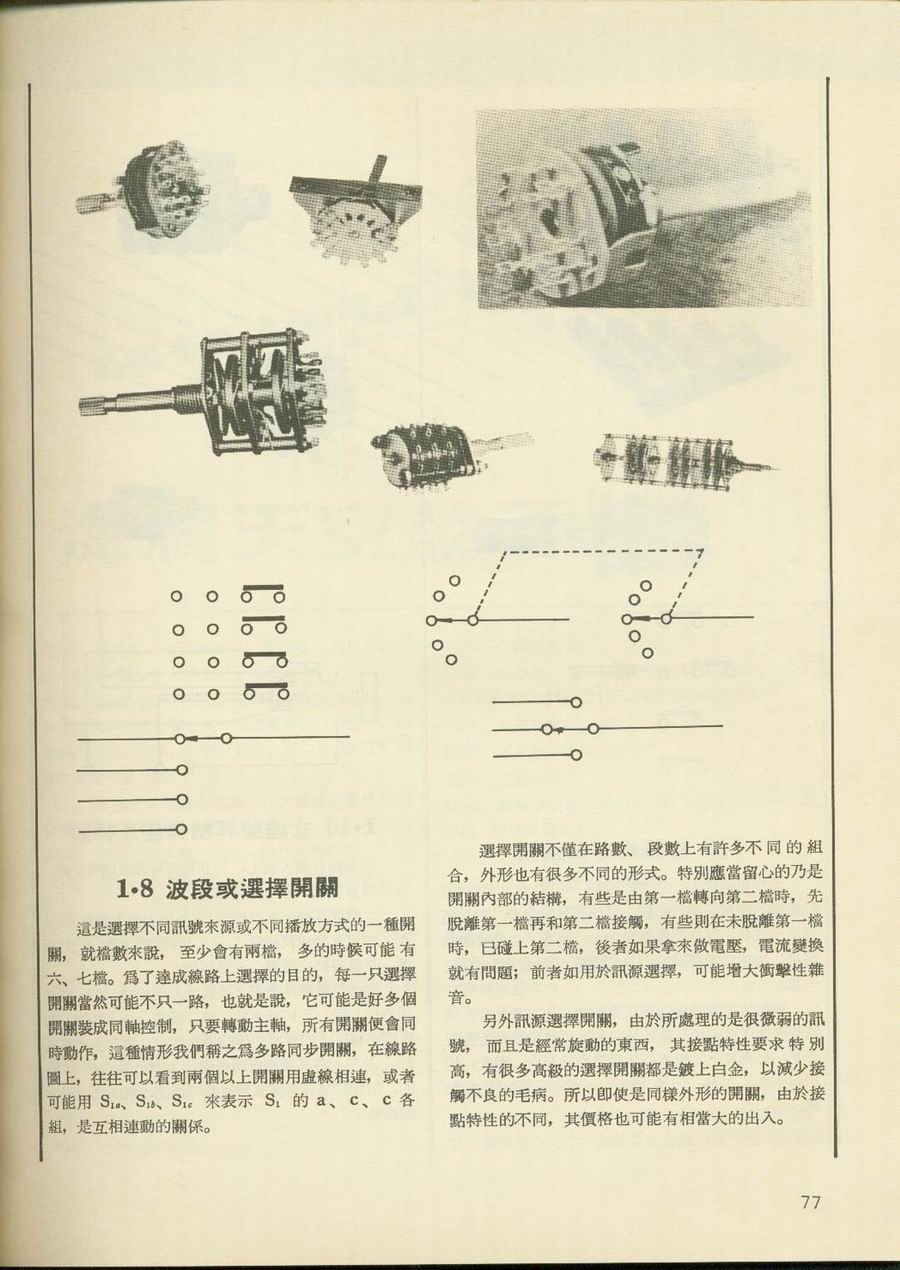 1·8 波段或選擇開關
這是選擇不同訊號來源或不同播放方式的一種開
關，就檔數來說，至少會有兩檔，多的時候可能有
六、七檔。爲了達成線路上選擇的目的，每一只選擇
開關當然可能不只一路，也就是說，它可能是好多個
開關裝成同軸控制，只要轉動主軸，所有開關便會同
時動作，這種情形我們稱之爲多路同步開關，在線路
圖上，往往可以看到兩個以上開關用虛線相連，或者
可能用 S1a、S1b、S1c 來表示 S1 的 a、c、c 各
組，是互相連動的關係。
選擇開關不僅在路數、段數上有許多不同的組
合，外形也有很多不同的形式。特別應當留心的乃是
開關內部的結構，有些是由第一檔轉向第二檔時，先
脫離第一檔再和第二檔接觸，有些則在未脫離第一檔
時，已碰上第二檔，後者如果拿來做電壓，電流變換
就有問題；前者如用於訊源選擇，可能增大衝擊性雜
音。
另外訊源選擇開關，由於所處理的是很微弱的訊
號，而且是經常旋動的東西，其接點特性要求特別
高，有很多高級的選擇開關都是鍍上白金，以減少接
觸不良的毛病。所以卽使是同樣外形的開關，由於接
點特性的不同，其價格也可能有相當大的出入。
77